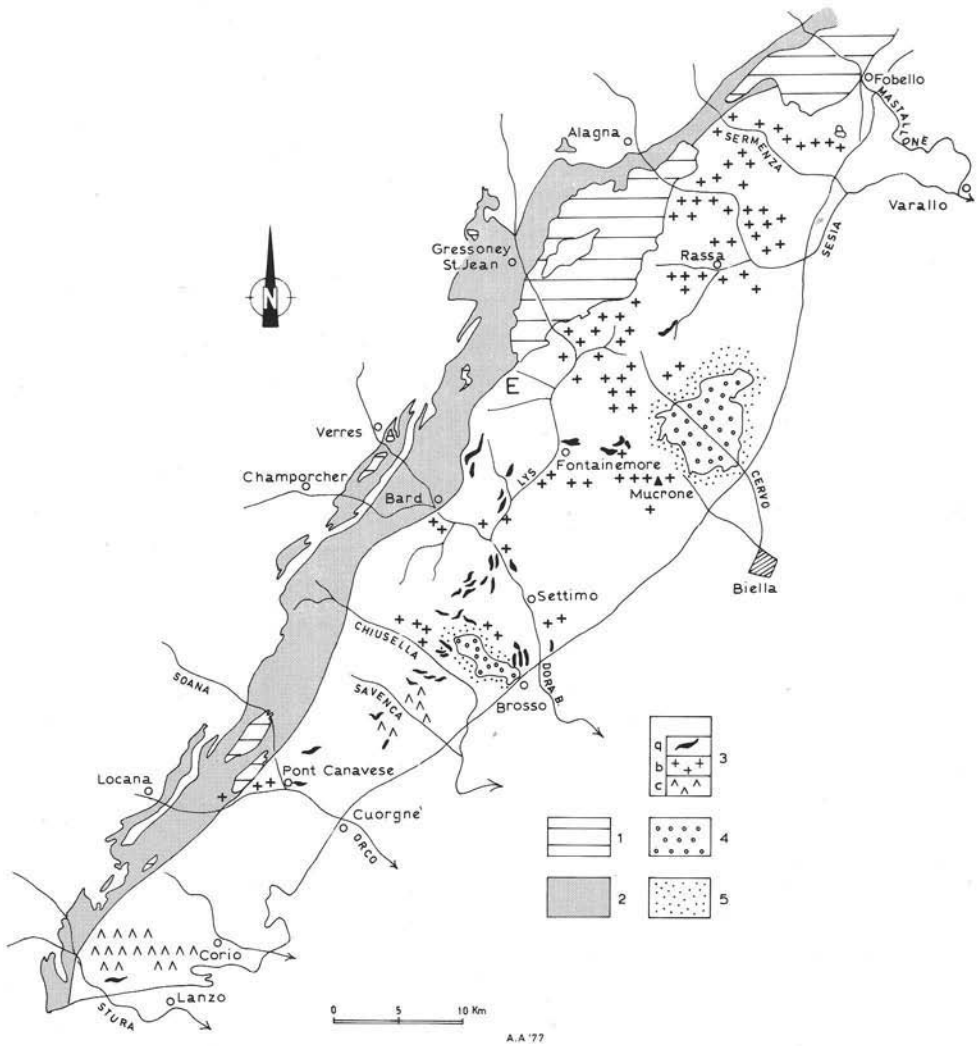 Fobello
MASTALLONE
Alagna
SERMENZA
Varallo
SESIA
Gressoney
St.Jean
Rassa
N
E
Verres
Champorcher
Bard
LYS
Fontainemore
Mucrone
CERVO
Biella
Settimo
CHIUSELLA
DORA B.
SAVENCA
Brosso
SOANA
Locana
Pont Canavese
Cuorgne'
ORCO
a
b
c
3
1
4
2
5
Corio
Lanzo
STURA
0 5 10 Km
A.A '77